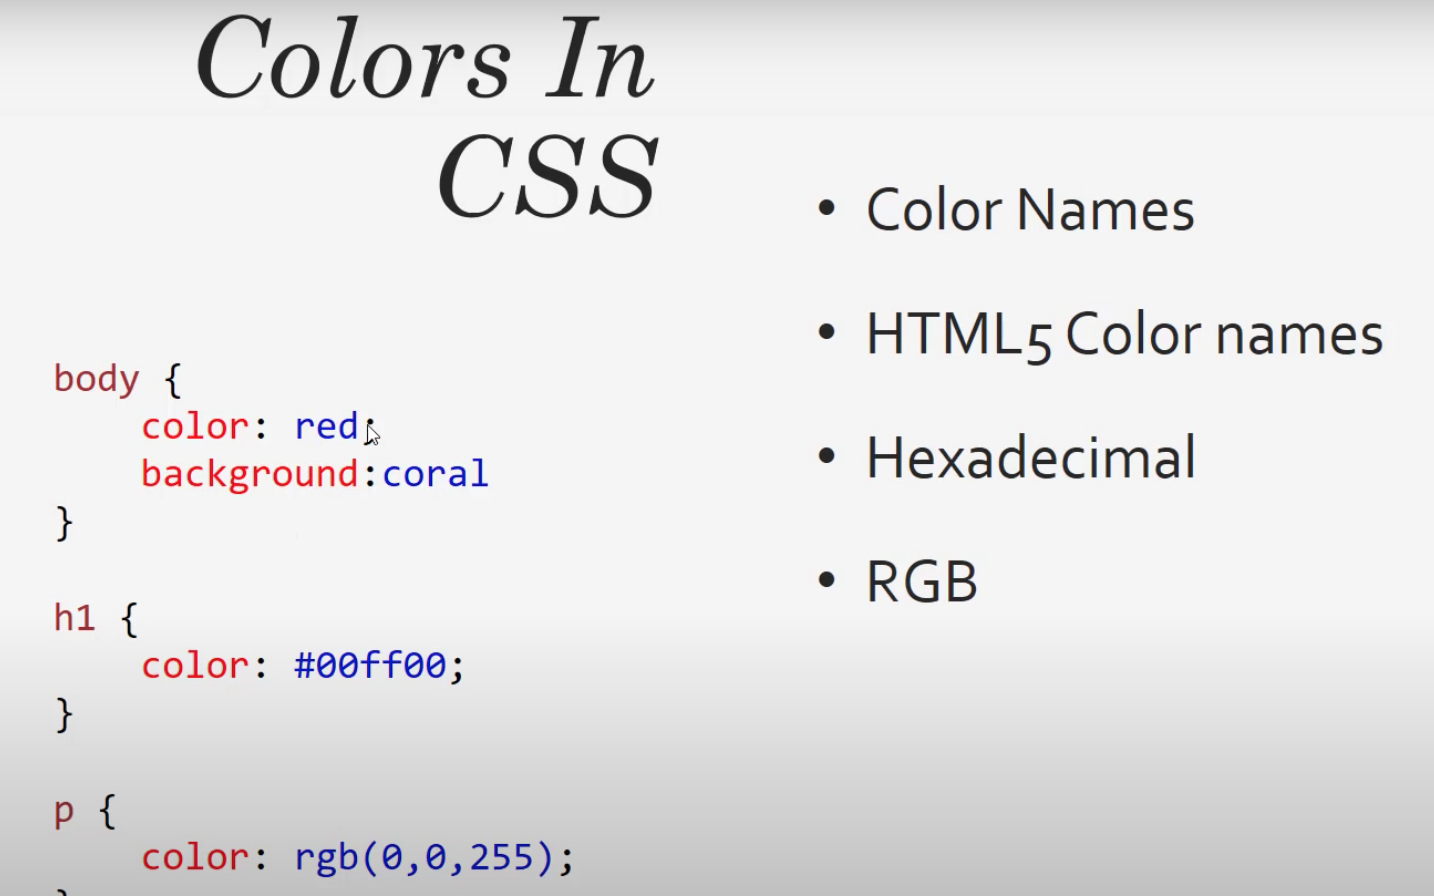 Colors In
CSS
• Color Names
• HTML5 Color names
• Hexadecimal
• RGB
body {
color: red;
background:coral
}
h1 {
color: #00ff00;
}
p {
color: rgb(0,0,255);
}